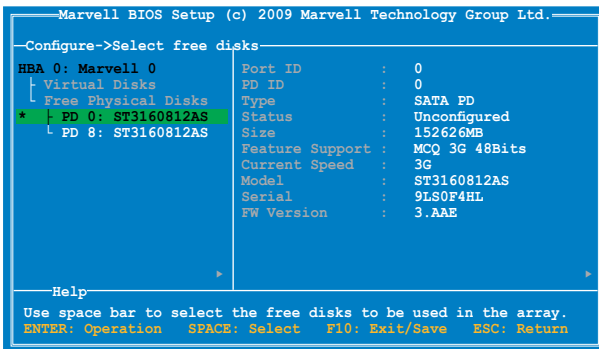 Marvell BIOS Setup (c) 2009 Marvell Technology Group Ltd.
Configure->Select free disks
HBA 0: Marvell 0
Virtual Disks
Free Physical Disks
* PD 0: ST3160812AS
PD 8: ST3160812AS
Port ID : 0
PD ID : 0
Type : SATA PD
Status : Unconfigured
Size : 152626MB
Feature Support : MCQ 3G 48Bits
Current Speed : 3G
Model : ST3160812AS
Serial : 9LS0F4HL
FW Version : 3.AAE
Help
Use space bar to select the free disks to be used in the array.
ENTER: Operation SPACE: Select F10: Exit/Save ESC: Return